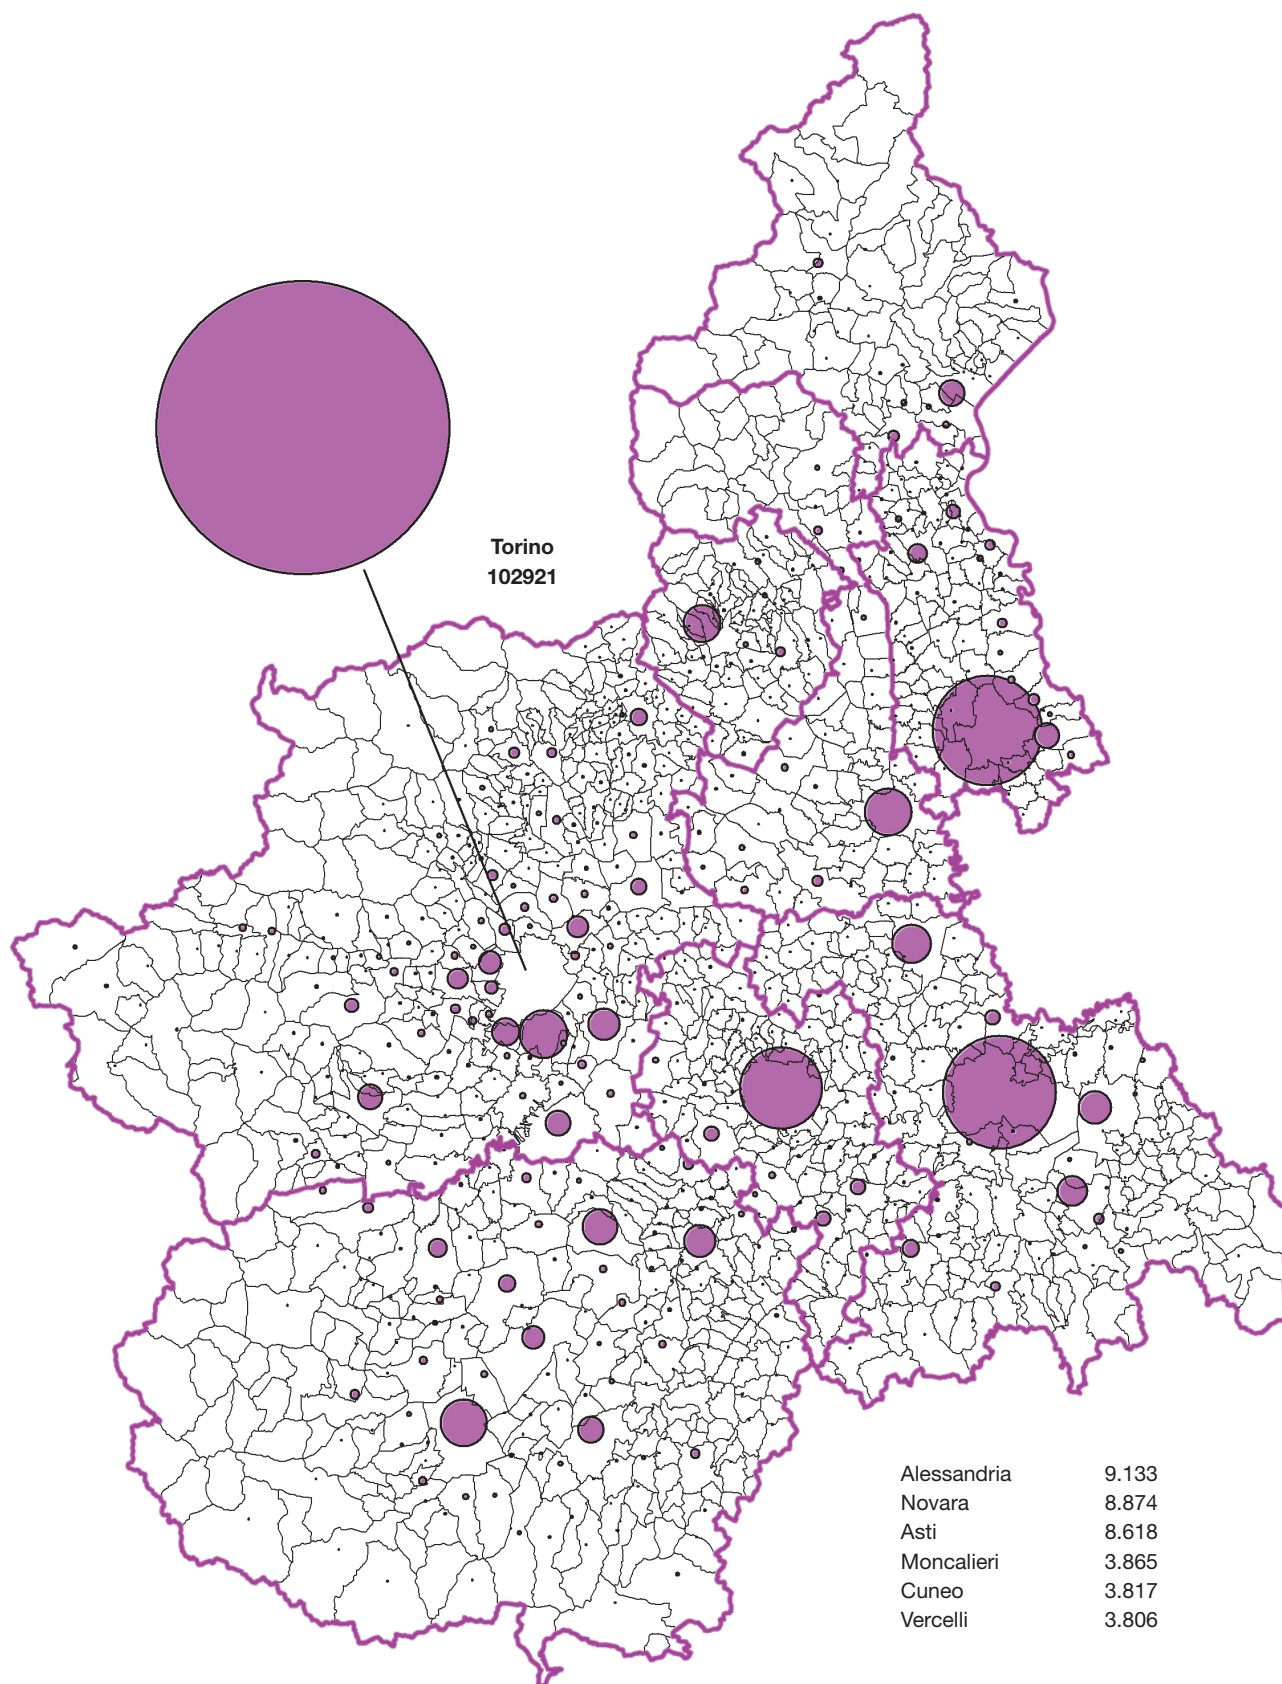 Torino
102921
Alessandria 9.133
Novara 8.874
Asti 8.618
Moncalieri 3.865
Cuneo 3.817
Vercelli 3.806